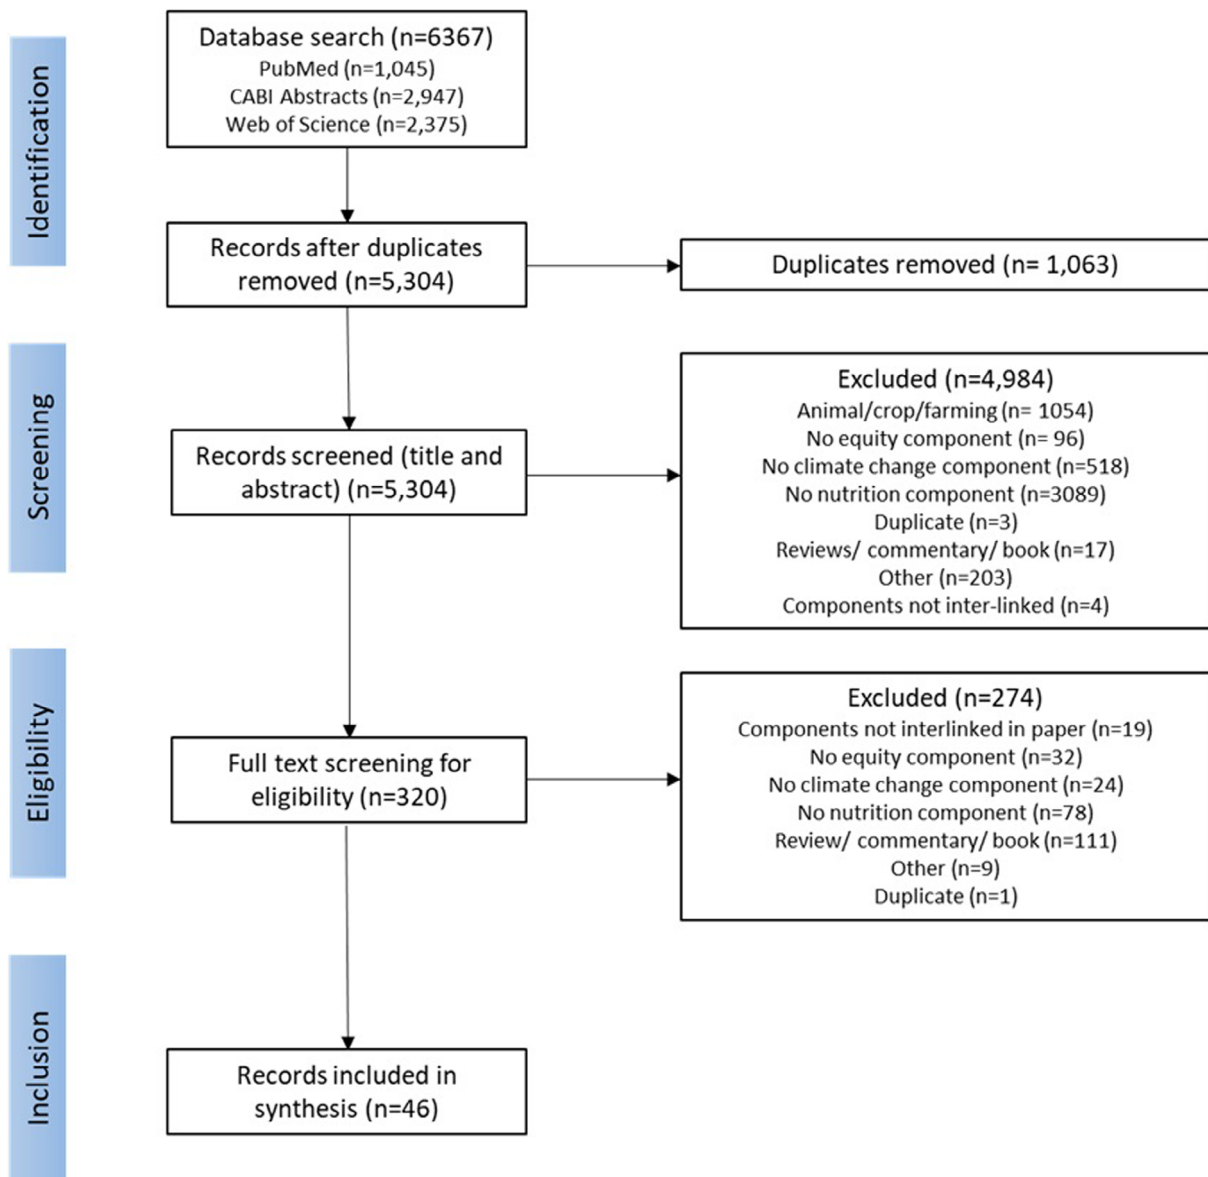 Identification
Database search (n=6367)
PubMed (n=1,045)
CABI Abstracts (n=2,947)
Web of Science (n=2,375)
Records after duplicates
removed (n=5,304)
Duplicates removed (n= 1,063)
Screening
Records screened (title and
abstract) (n=5,304)
Excluded (n=4,984)
Animal/crop/farming (n= 1054)
No equity component (n= 96)
No climate change component (n=518)
No nutrition component (n=3089)
Duplicate (n=3)
Reviews/ commentary/ book (n=17)
Other (n=203)
Components not inter-linked (n=4)
Eligibility
Full text screening for
eligibility (n=320)
Excluded (n=274)
Components not interlinked in paper (n=19)
No equity component (n=32)
No climate change component (n=24)
No nutrition component (n=78)
Review/ commentary/ book (n=111)
Other (n=9)
Duplicate (n=1)
Inclusion
Records included in
synthesis (n=46)